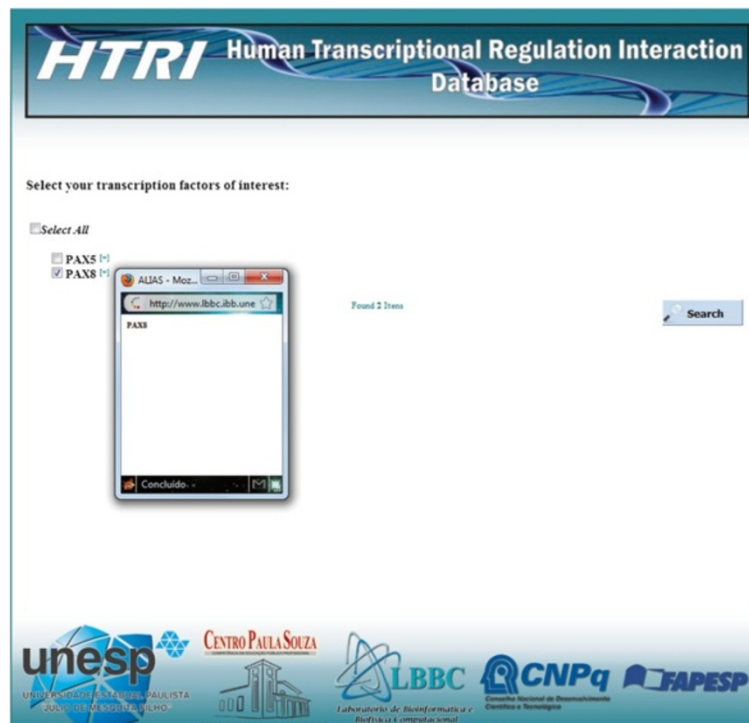 HTRI Human Transcriptional Regulation Interaction
Database
Select your transcription factors of interest:
Select All
PAX5 [+]
PAX8 [+]
ALIAS - Moz...
http://www.lbbc.ibb.une
PAX8
Found 2 Itens
Search
Concluído
unesp
UNIVERSIDADE ESTADUAL PAULISTA
"JÚLIO DE MESQUITA FILHO"
CENTRO PAULA SOUZA
LBBC
Laboratório de Bioinformática e
Biofísica Computacional
CNPq
Conselho Nacional de Desenvolvimento
Científico e Tecnológico
FAPESP